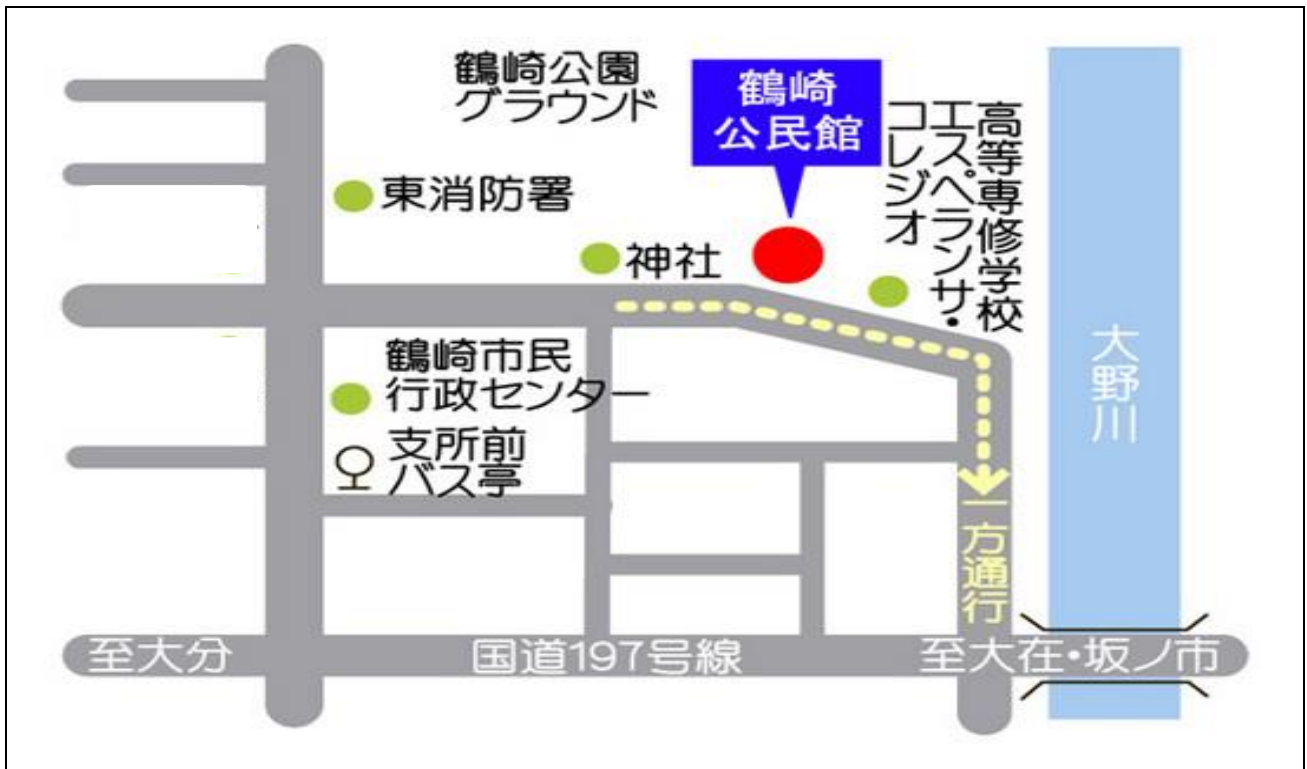 鶴崎公園
グラウンド
鶴崎
公民館
高等専修学校
エスペランサ・
コレジオ
東消防署
神社
鶴崎市民
行政センター
支所前
バス亭
大野川
一方通行
至大分
国道197号線
至大在・坂ノ市